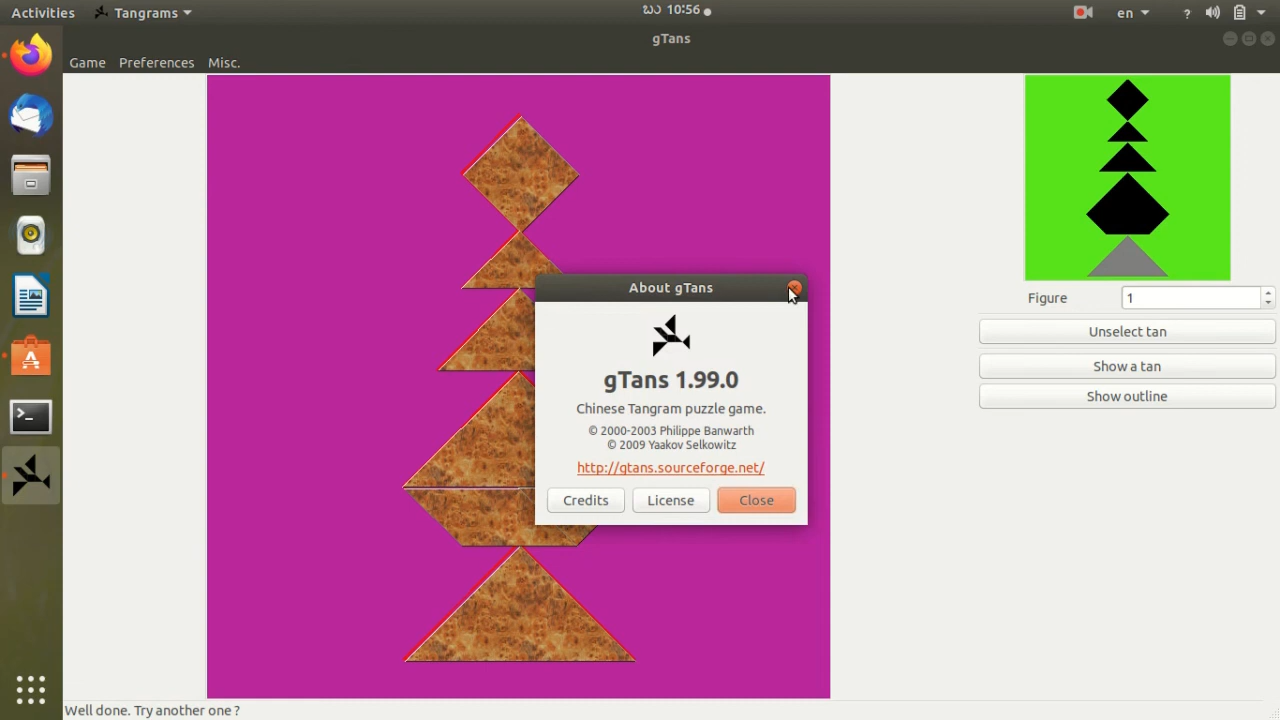 Activities
Tangrams
ಖಾ 10:56
en
?
gTans
Game
Preferences
Misc.
Figure
1
Unselect tan
Show a tan
Show outline
About gTans
gTans 1.99.0
Chinese Tangram puzzle game.
© 2000-2003 Philippe Banwarth
© 2009 Yaakov Selkowitz
http://gtans.sourceforge.net/
Credits
License
Close
Well done. Try another one ?